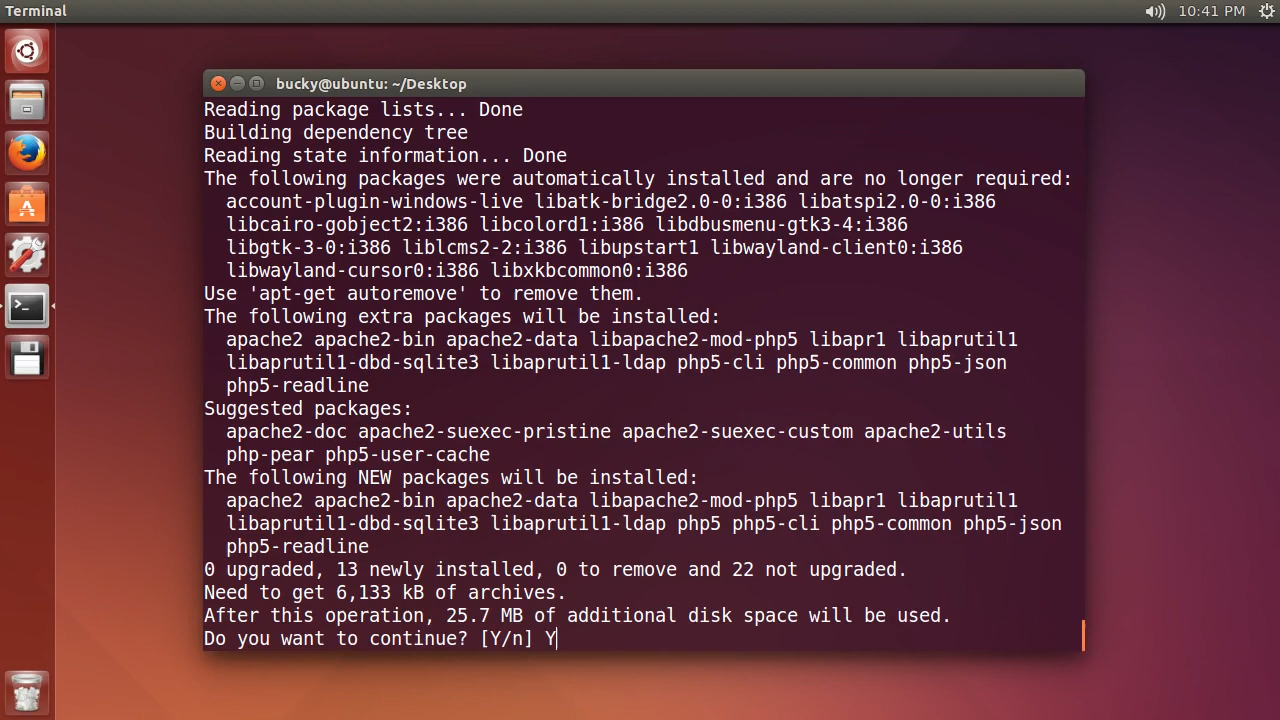 Terminal
10:41 PM
bucky@ubuntu: ~/Desktop
Reading package lists... Done
Building dependency tree
Reading state information... Done
The following packages were automatically installed and are no longer required:
account-plugin-windows-live libatk-bridge2.0-0:i386 libatspi2.0-0:i386
libcairo-gobject2:i386 libcolord1:i386 libdbusmenu-gtk3-4:i386
libgtk-3-0:i386 liblcms2-2:i386 libupstart1 libwayland-client0:i386
libwayland-cursor0:i386 libxkbcommon0:i386
Use 'apt-get autoremove' to remove them.
The following extra packages will be installed:
apache2 apache2-bin apache2-data libapache2-mod-php5 libapr1 libaprutil1
libaprutil1-dbd-sqlite3 libaprutil1-ldap php5-cli php5-common php5-json
php5-readline
Suggested packages:
apache2-doc apache2-suexec-pristine apache2-suexec-custom apache2-utils
php-pear php5-user-cache
The following NEW packages will be installed:
apache2 apache2-bin apache2-data libapache2-mod-php5 libapr1 libaprutil1
libaprutil1-dbd-sqlite3 libaprutil1-ldap php5 php5-cli php5-common php5-json
php5-readline
0 upgraded, 13 newly installed, 0 to remove and 22 not upgraded.
Need to get 6,133 kB of archives.
After this operation, 25.7 MB of additional disk space will be used.
Do you want to continue? [Y/n] Y